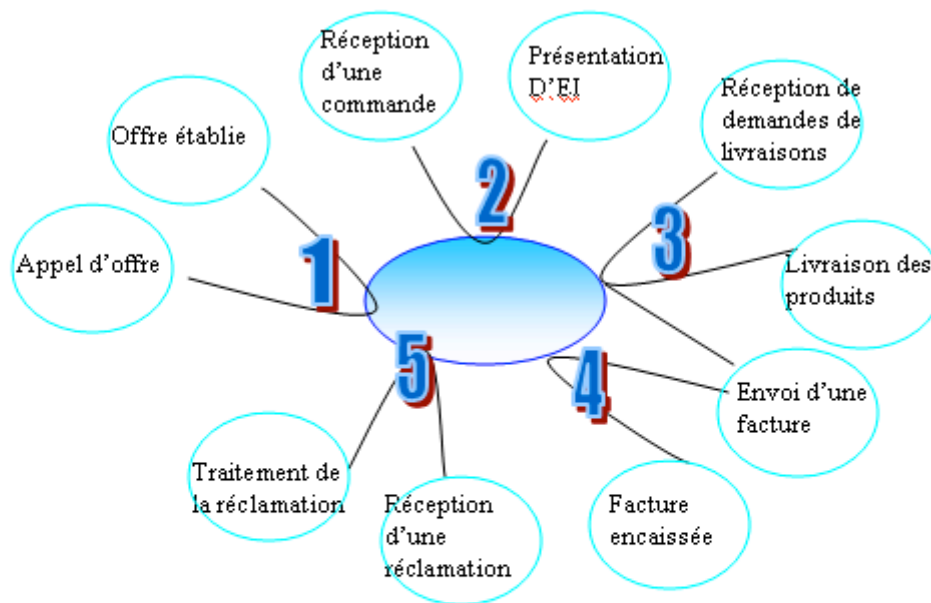 Réception
d'une
commande
Présentation
D'EI
Réception de
demandes de
livraisons
Offre établie
2
3
1
Appel d'offre
Livraison des
produits
5
4
Envoi d'une
facture
Traitement de
la réclamation
Réception
d'une
réclamation
Facture
encaissée